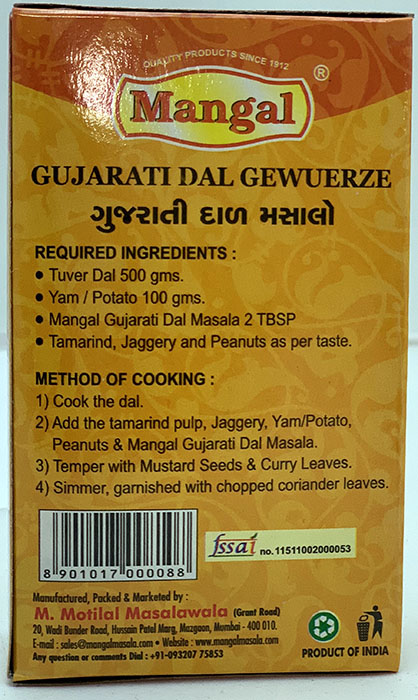 QUALITY PRODUCTS SINCE 1912
Mangal ®
GUJARATI DAL GEWUERZE
ગુજરાતી દાળ મસાલો
REQUIRED INGREDIENTS :
● Tuver Dal 500 gms.
● Yam / Potato 100 gms.
● Mangal Gujarati Dal Masala 2 TBSP
● Tamarind, Jaggery and Peanuts as per taste.
METHOD OF COOKING :
1) Cook the dal.
2) Add the tamarind pulp, Jaggery, Yam/Potato,
Peanuts & Mangal Gujarati Dal Masala.
3) Temper with Mustard Seeds & Curry Leaves.
4) Simmer, garnished with chopped coriander leaves.
8 901017 000088
fssai no.11511002000053
Manufactured, Packed & Marketed by :
M. Motilal Masalawala (Grant Road)
20, Wadi Bunder Road, Hussain Patel Marg, Mazgaon, Mumbai - 400 010.
E-mail : sales@mangalmasala.com • Website : www.mangalmasala.com
Any question or comments Dial : +91-093207 75853
PRODUCT OF INDIA